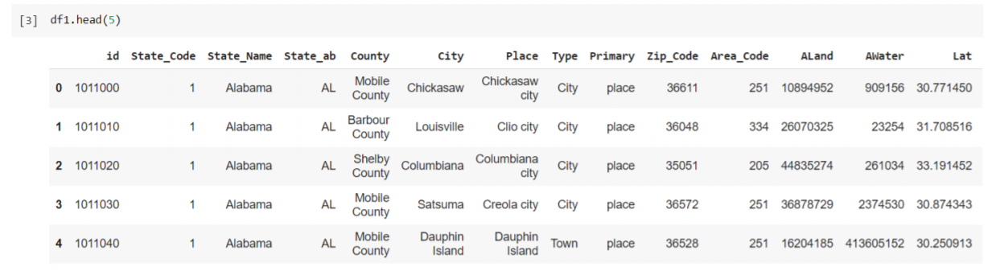 [3] df1.head(5)
id State_Code State_Name State_ab County City Place Type Primary Zip_Code Area_Code ALand AWater Lat
0 1011000 1 Alabama AL Mobile County Chickasaw Chickasaw city City place 36611 251 10894952 909156 30.771450
1 1011010 1 Alabama AL Barbour County Louisville Clio city City place 36048 334 26070325 23254 31.708516
2 1011020 1 Alabama AL Shelby County Columbiana Columbiana city City place 35051 205 44835274 261034 33.191452
3 1011030 1 Alabama AL Mobile County Satsuma Creola city City place 36572 251 36878729 2374530 30.874343
4 1011040 1 Alabama AL Mobile County Dauphin Island Dauphin Island Town place 36528 251 16204185 413605152 30.250913